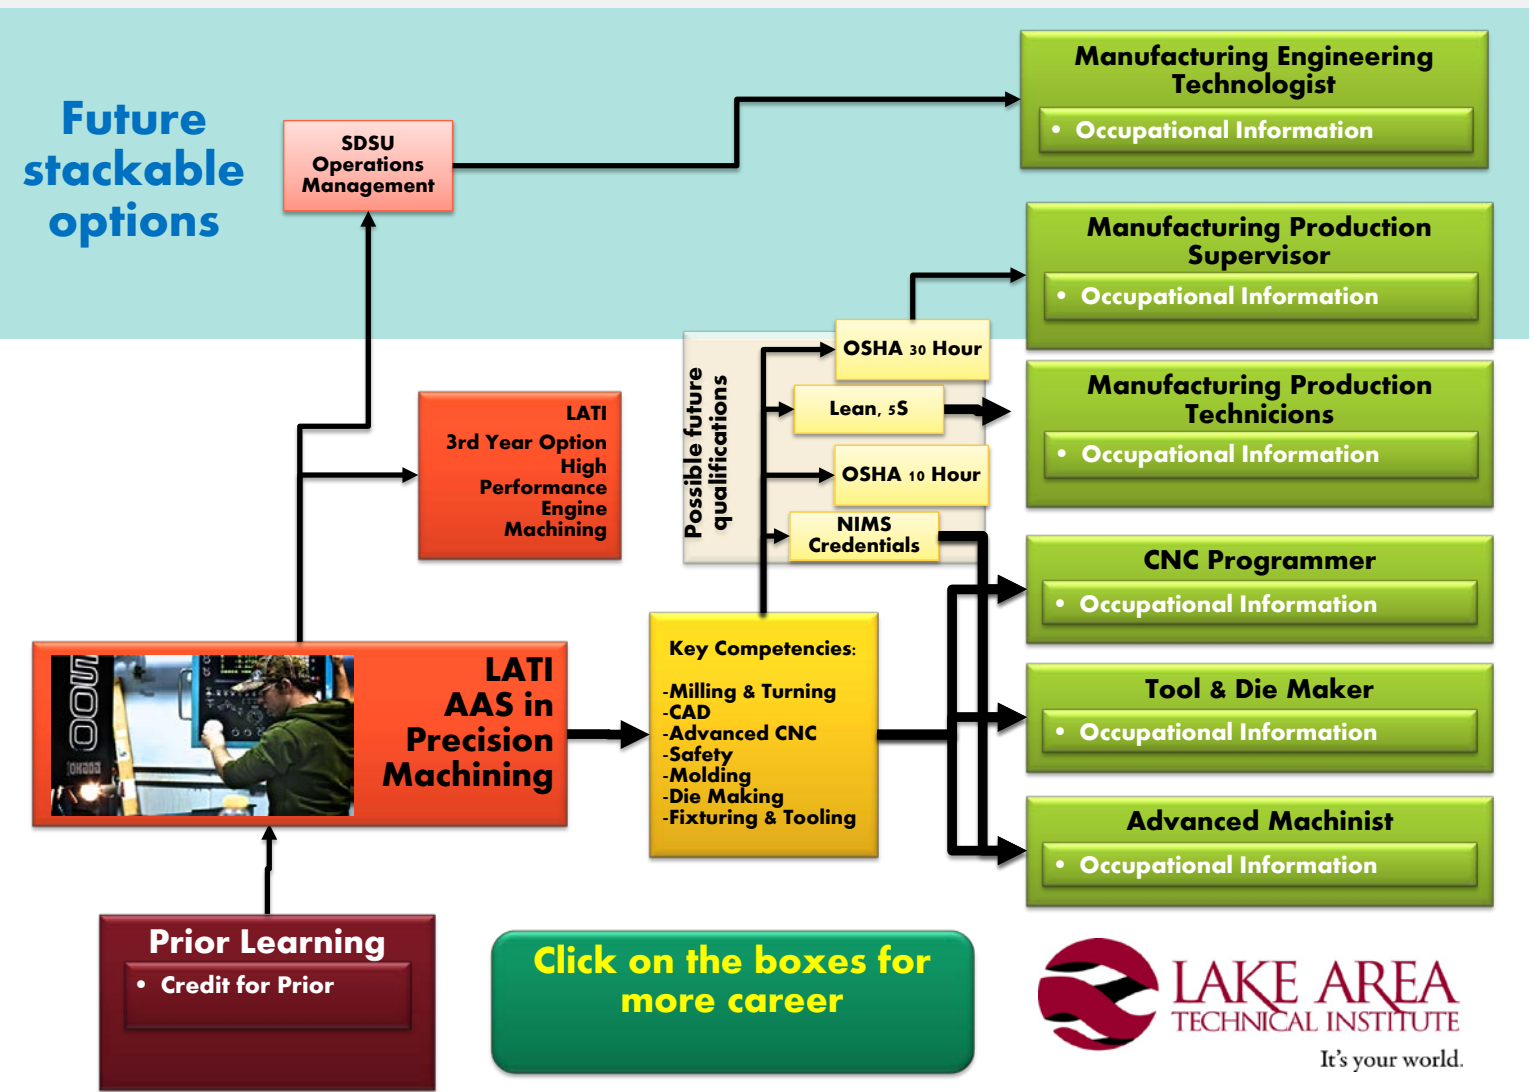 Future
stackable
options
SDSU
Operations
Management
Manufacturing Engineering
Technologist
• Occupational Information
Manufacturing Production
Supervisor
• Occupational Information
Possible future
qualifications
OSHA 30 Hour
Lean, 5S
OSHA 10 Hour
NIMS
Credentials
Manufacturing Production
Technicions
• Occupational Information
LATI
3rd Year Option
High
Performance
Engine
Machining
CNC Programmer
• Occupational Information
LATI
AAS in
Precision
Machining
OKUMA
Key Competencies:
-Milling & Turning
-CAD
-Advanced CNC
-Safety
-Molding
-Die Making
-Fixturing & Tooling
Tool & Die Maker
• Occupational Information
Advanced Machinist
• Occupational Information
Prior Learning
• Credit for Prior
Click on the boxes for
more career
LAKE AREA
TECHNICAL INSTITUTE
It's your world.